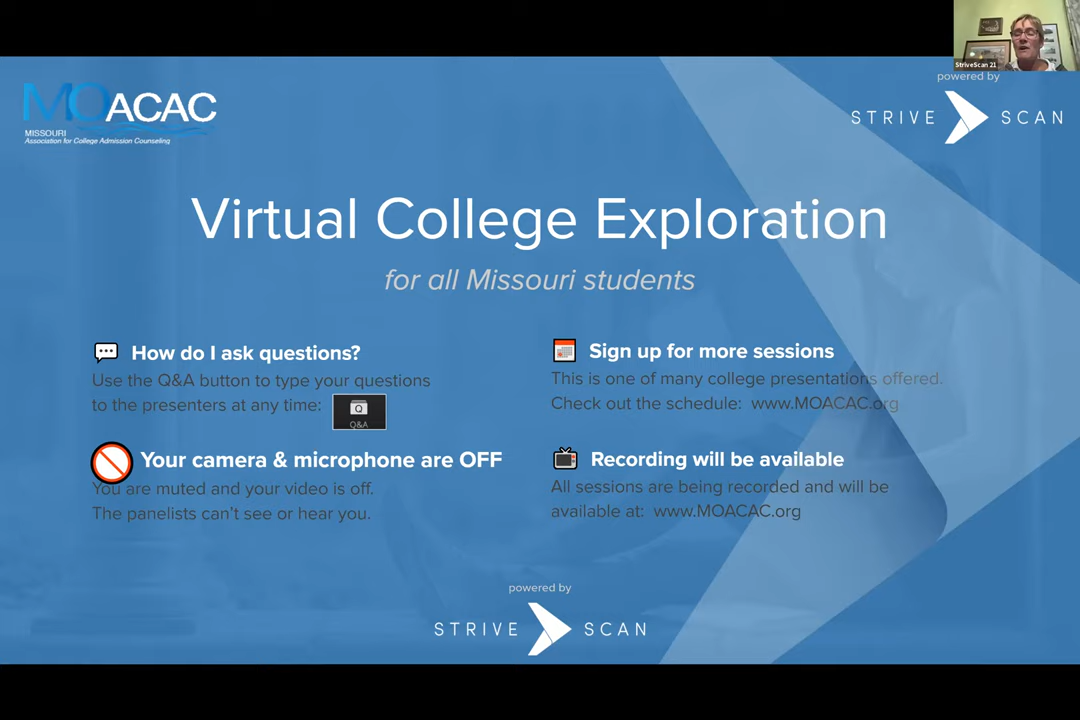 StriveScan 21
powered by
STRIVE SCAN
MOACAC
MISSOURI
Association for College Admission Counseling
Virtual College Exploration
for all Missouri students
How do I ask questions?
Use the Q&A button to type your questions
to the presenters at any time:
Q
Q&A
Your camera & microphone are OFF
You are muted and your video is off.
The panelists can't see or hear you.
Sign up for more sessions
This is one of many college presentations offered.
Check out the schedule: www.MOACAC.org
Recording will be available
All sessions are being recorded and will be
available at: www.MOACAC.org
powered by
STRIVE SCAN